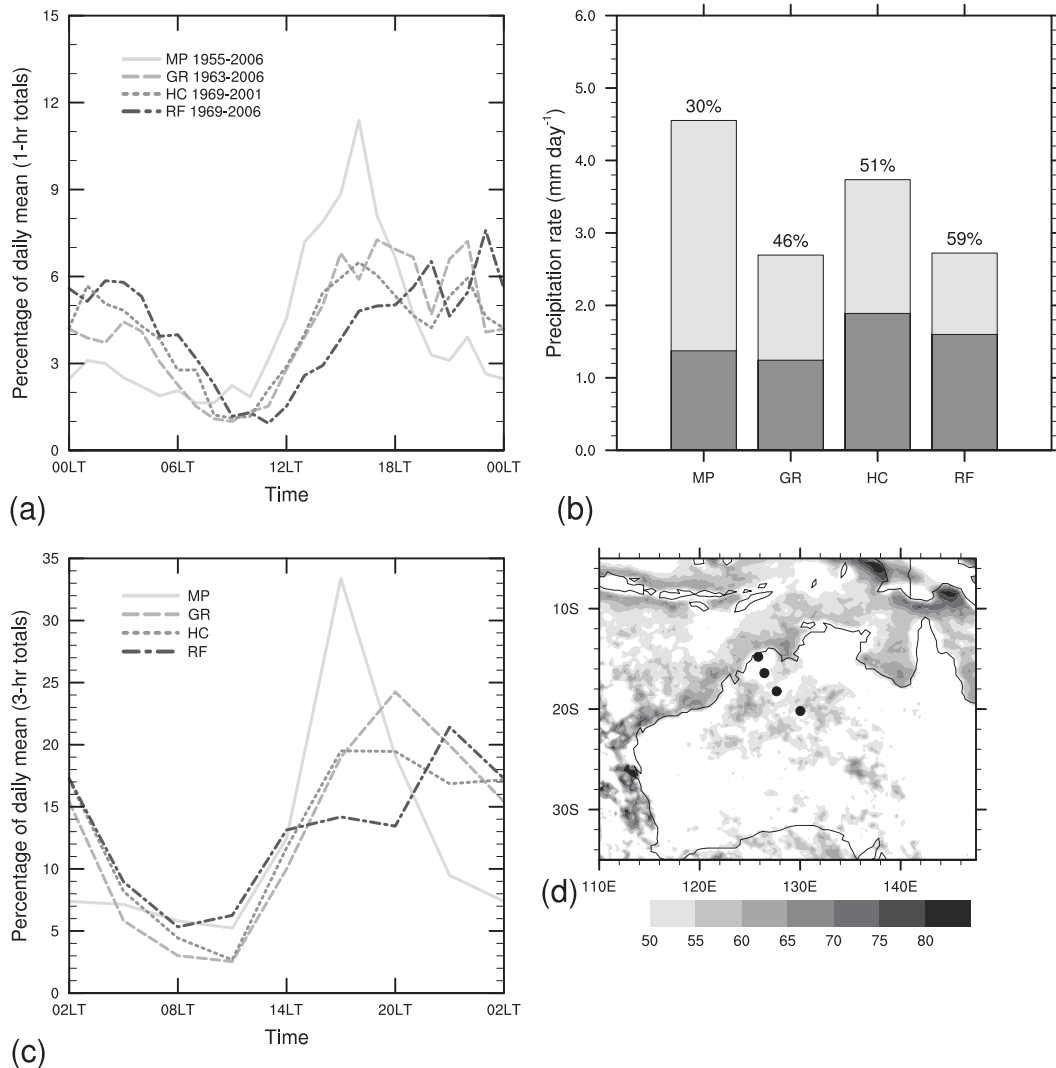 15
12
9
6
3
0
Percentage of daily mean (1-hr totals)
MP 1955-2006
GR 1963-2006
HC 1969-2001
RF 1969-2006
00LT 06LT 12LT 18LT 00LT
Time
(a)
6.0
5.0
4.0
3.0
2.0
1.0
0.0
Precipitation rate (mm day⁻¹)
30%
46%
51%
59%
MP GR HC RF
(b)
35
30
25
20
15
10
5
0
Percentage of daily mean (3-hr totals)
MP
GR
HC
RF
02LT 08LT 14LT 20LT 02LT
Time
(c)
10S
20S
30S
110E 120E 130E 140E
(d)
50 55 60 65 70 75 80